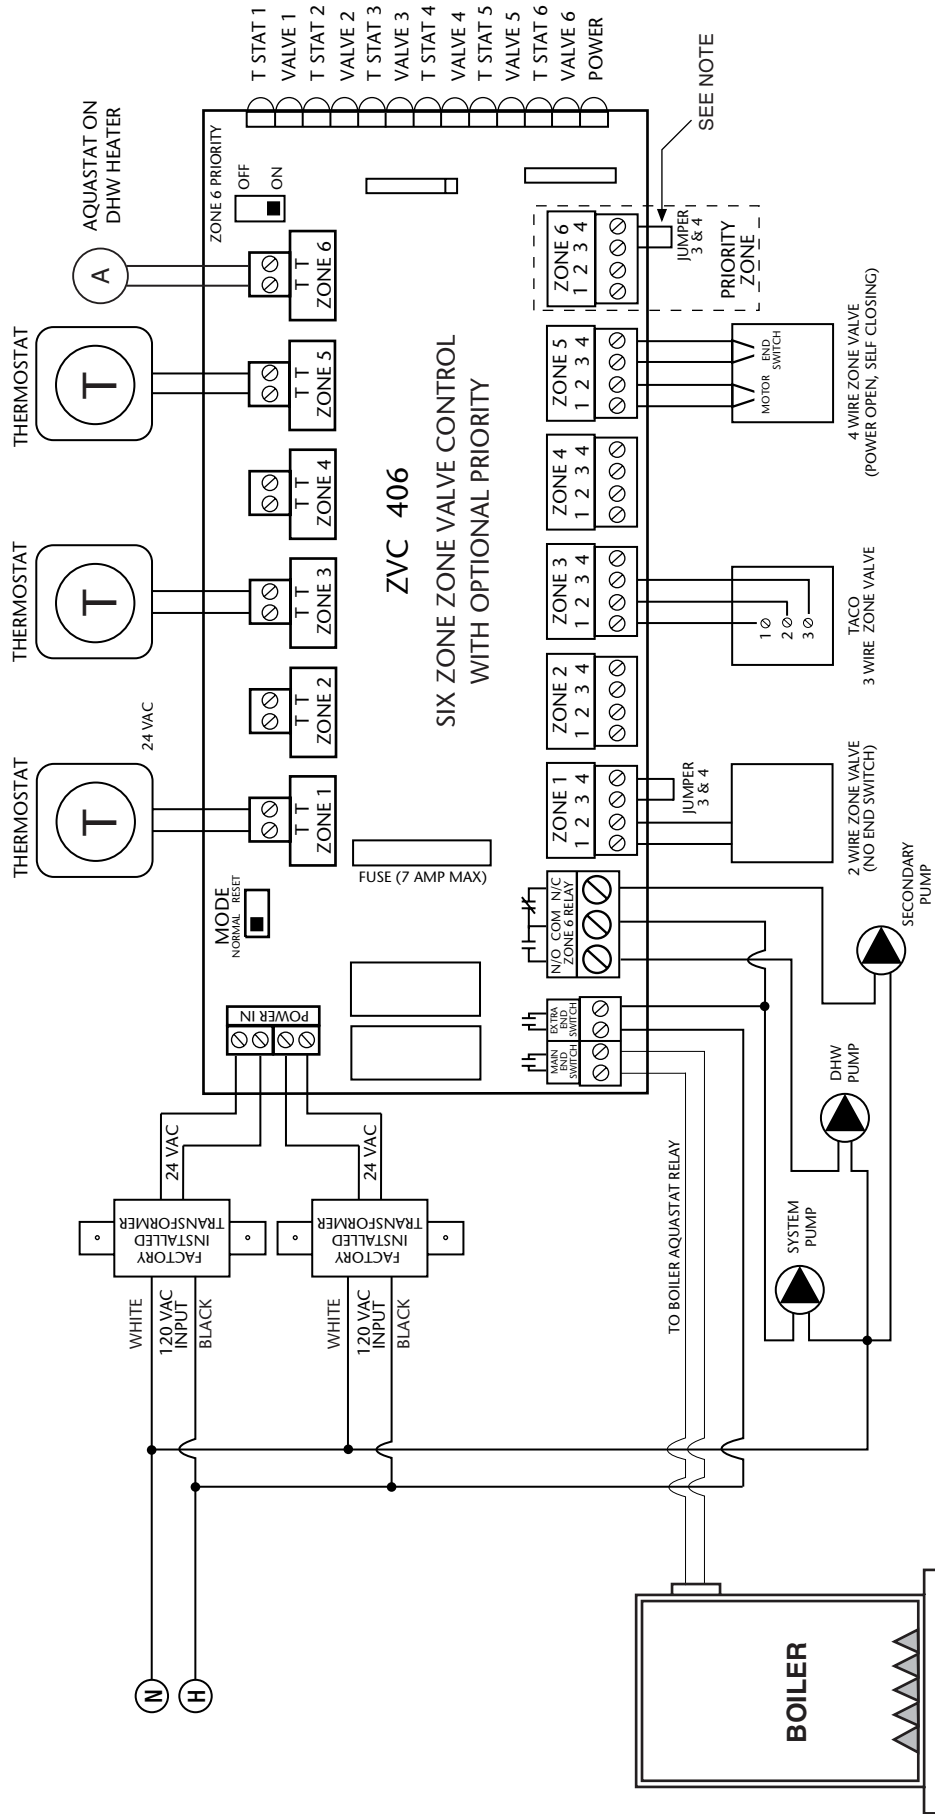 THERMOSTAT
THERMOSTAT
THERMOSTAT
AQUASTAT ON
DHW HEATER
T
T
T
A
24 VAC
N
H
WHITE
120 VAC
INPUT
BLACK
FACTORY
INSTALLED
TRANSFORMER
24 VAC
WHITE
120 VAC
INPUT
BLACK
FACTORY
INSTALLED
TRANSFORMER
24 VAC
POWER IN
MODE
NORMAL RESET
T T
ZONE 1
T T
ZONE 2
T T
ZONE 3
T T
ZONE 4
T T
ZONE 5
T T
ZONE 6
ZONE 6 PRIORITY
OFF
ON
FUSE (7 AMP MAX)
ZVC 406
SIX ZONE ZONE VALVE CONTROL
WITH OPTIONAL PRIORITY
T STAT 1
VALVE 1
T STAT 2
VALVE 2
T STAT 3
VALVE 3
T STAT 4
VALVE 4
T STAT 5
VALVE 5
T STAT 6
VALVE 6
POWER
MAIN
END
SWITCH
EXTRA
END
SWITCH
N/O COM N/C
ZONE 6 RELAY
ZONE 1
1 2 3 4
ZONE 2
1 2 3 4
ZONE 3
1 2 3 4
ZONE 4
1 2 3 4
ZONE 5
1 2 3 4
ZONE 6
1 2 3 4
JUMPER
3 & 4
PRIORITY
ZONE
SEE NOTE
JUMPER
3 & 4
2 WIRE ZONE VALVE
(NO END SWITCH)
1
2
3
TACO
3 WIRE ZONE VALVE
MOTOR
END
SWITCH
4 WIRE ZONE VALVE
(POWER OPEN, SELF CLOSING)
TO BOILER AQUASTAT RELAY
SYSTEM
PUMP
DHW
PUMP
SECONDARY
PUMP
BOILER